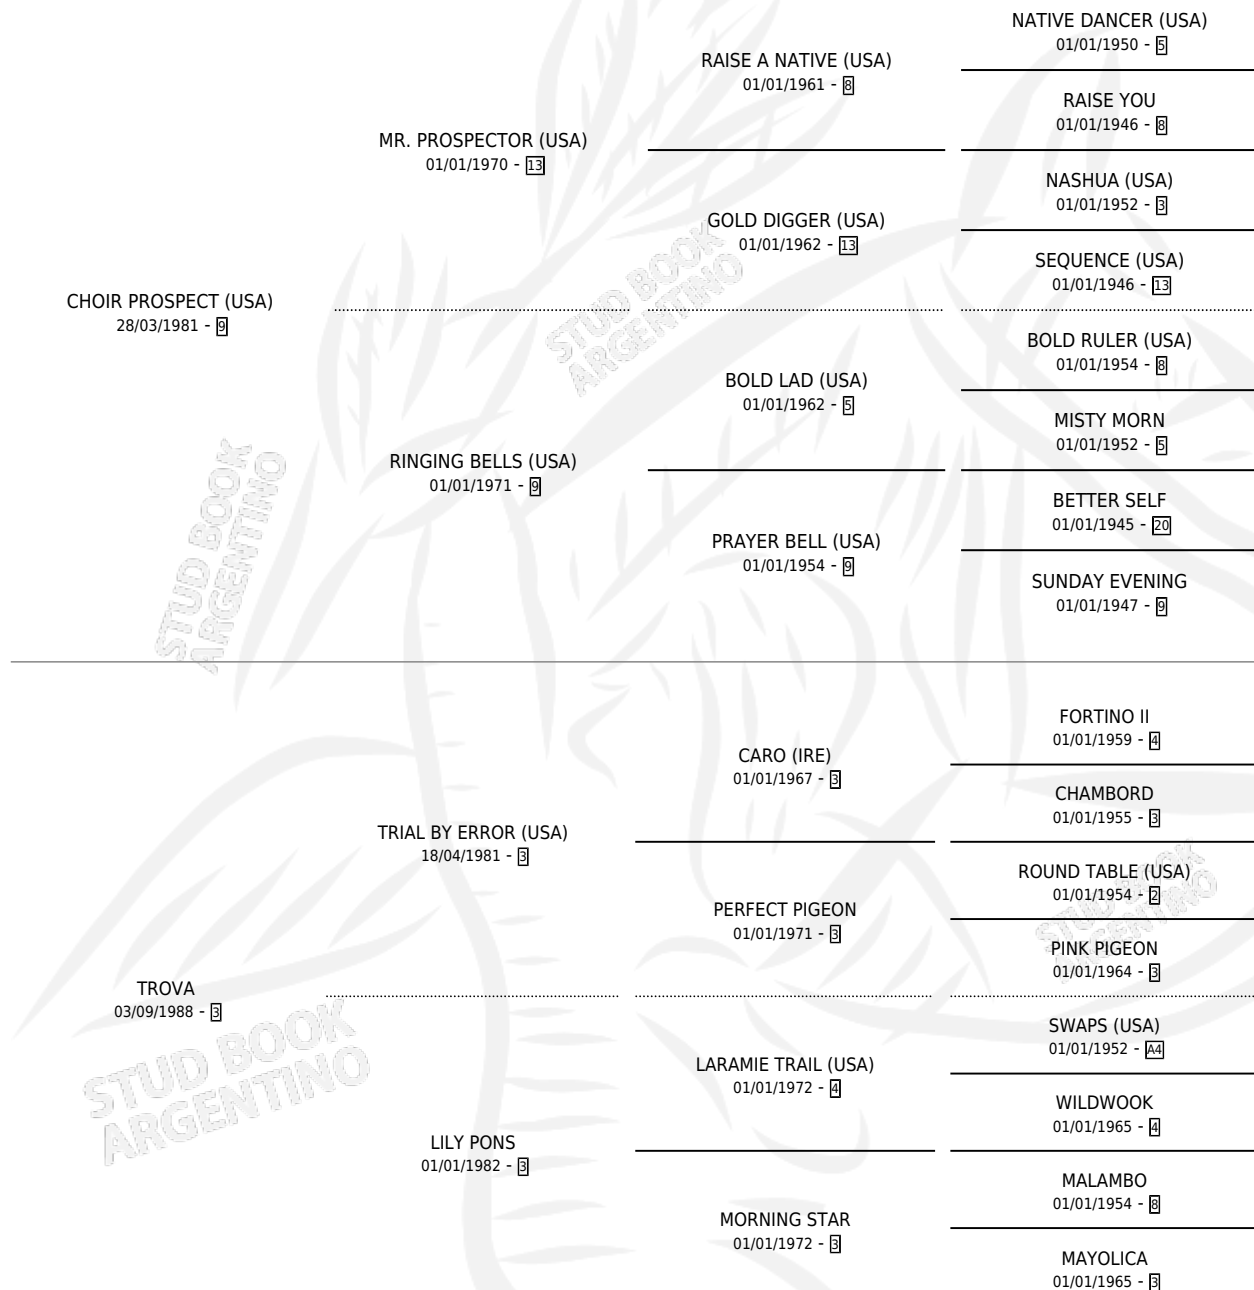 NATIVE DANCER (USA)
01/01/1950 - 5
RAISE A NATIVE (USA)
01/01/1961 - 8
RAISE YOU
01/01/1946 - 8
MR. PROSPECTOR (USA)
01/01/1970 - 13
NASHUA (USA)
01/01/1952 - 3
GOLD DIGGER (USA)
01/01/1962 - 13
SEQUENCE (USA)
01/01/1946 - 13
CHOIR PROSPECT (USA)
28/03/1981 - 9
STUD BOOK
ARGENTINO
BOLD RULER (USA)
01/01/1954 - 8
BOLD LAD (USA)
01/01/1962 - 5
MISTY MORN
01/01/1952 - 5
RINGING BELLS (USA)
01/01/1971 - 9
BETTER SELF
01/01/1945 - 20
PRAYER BELL (USA)
01/01/1954 - 9
SUNDAY EVENING
01/01/1947 - 9
STUD BOOK
ARGENTINO
FORTINO II
01/01/1959 - 4
CARO (IRE)
01/01/1967 - 3
CHAMBORD
01/01/1955 - 3
TRIAL BY ERROR (USA)
18/04/1981 - 3
ROUND TABLE (USA)
01/01/1954 - 2
PERFECT PIGEON
01/01/1971 - 3
STUD BOOK
ARGENTINO
PINK PIGEON
01/01/1964 - 3
TROVA
03/09/1988 - 3
SWAPS (USA)
01/01/1952 - A4
LARAMIE TRAIL (USA)
01/01/1972 - 4
STUD BOOK
ARGENTINO
WILDWOOK
01/01/1965 - 4
LILY PONS
01/01/1982 - 3
MALAMBO
01/01/1954 - 8
MORNING STAR
01/01/1972 - 3
MAYOLICA
01/01/1965 - 3